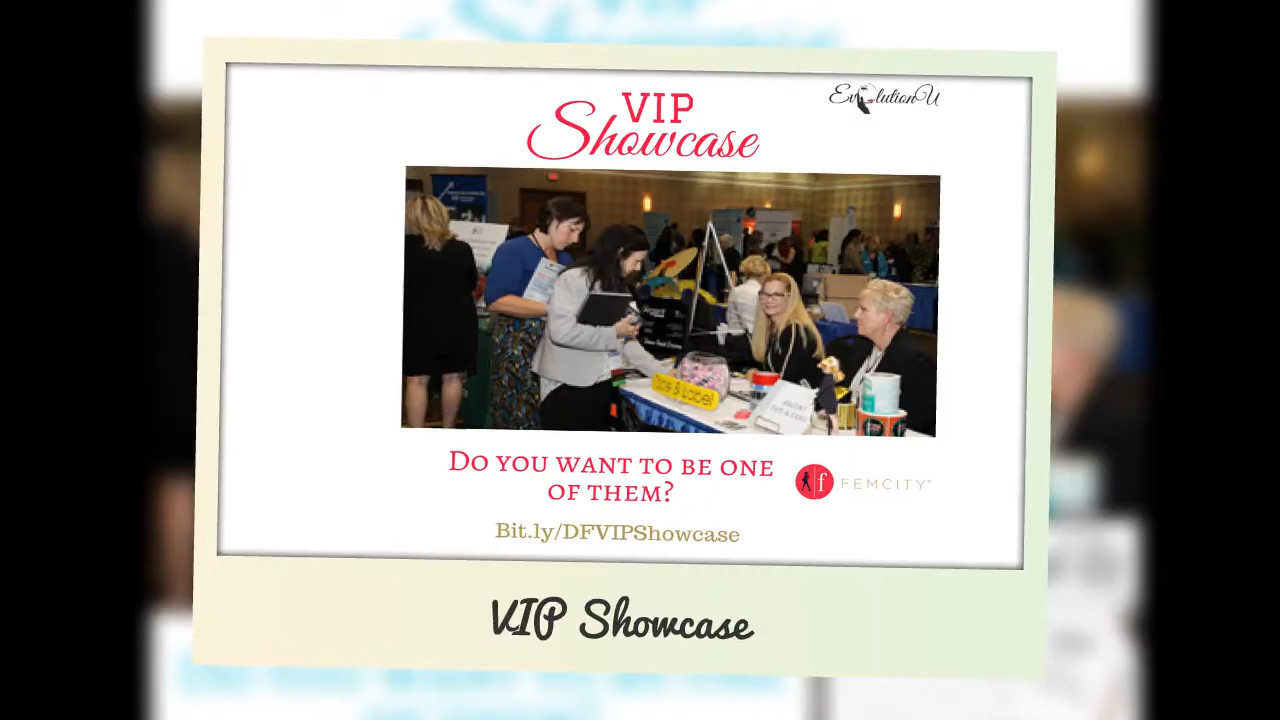 VIP
Showcase
EvolutionU
DO YOU WANT TO BE ONE
OF THEM?
f FEMCITY
Bit.ly/DFVIPShowcase
VIP Showcase